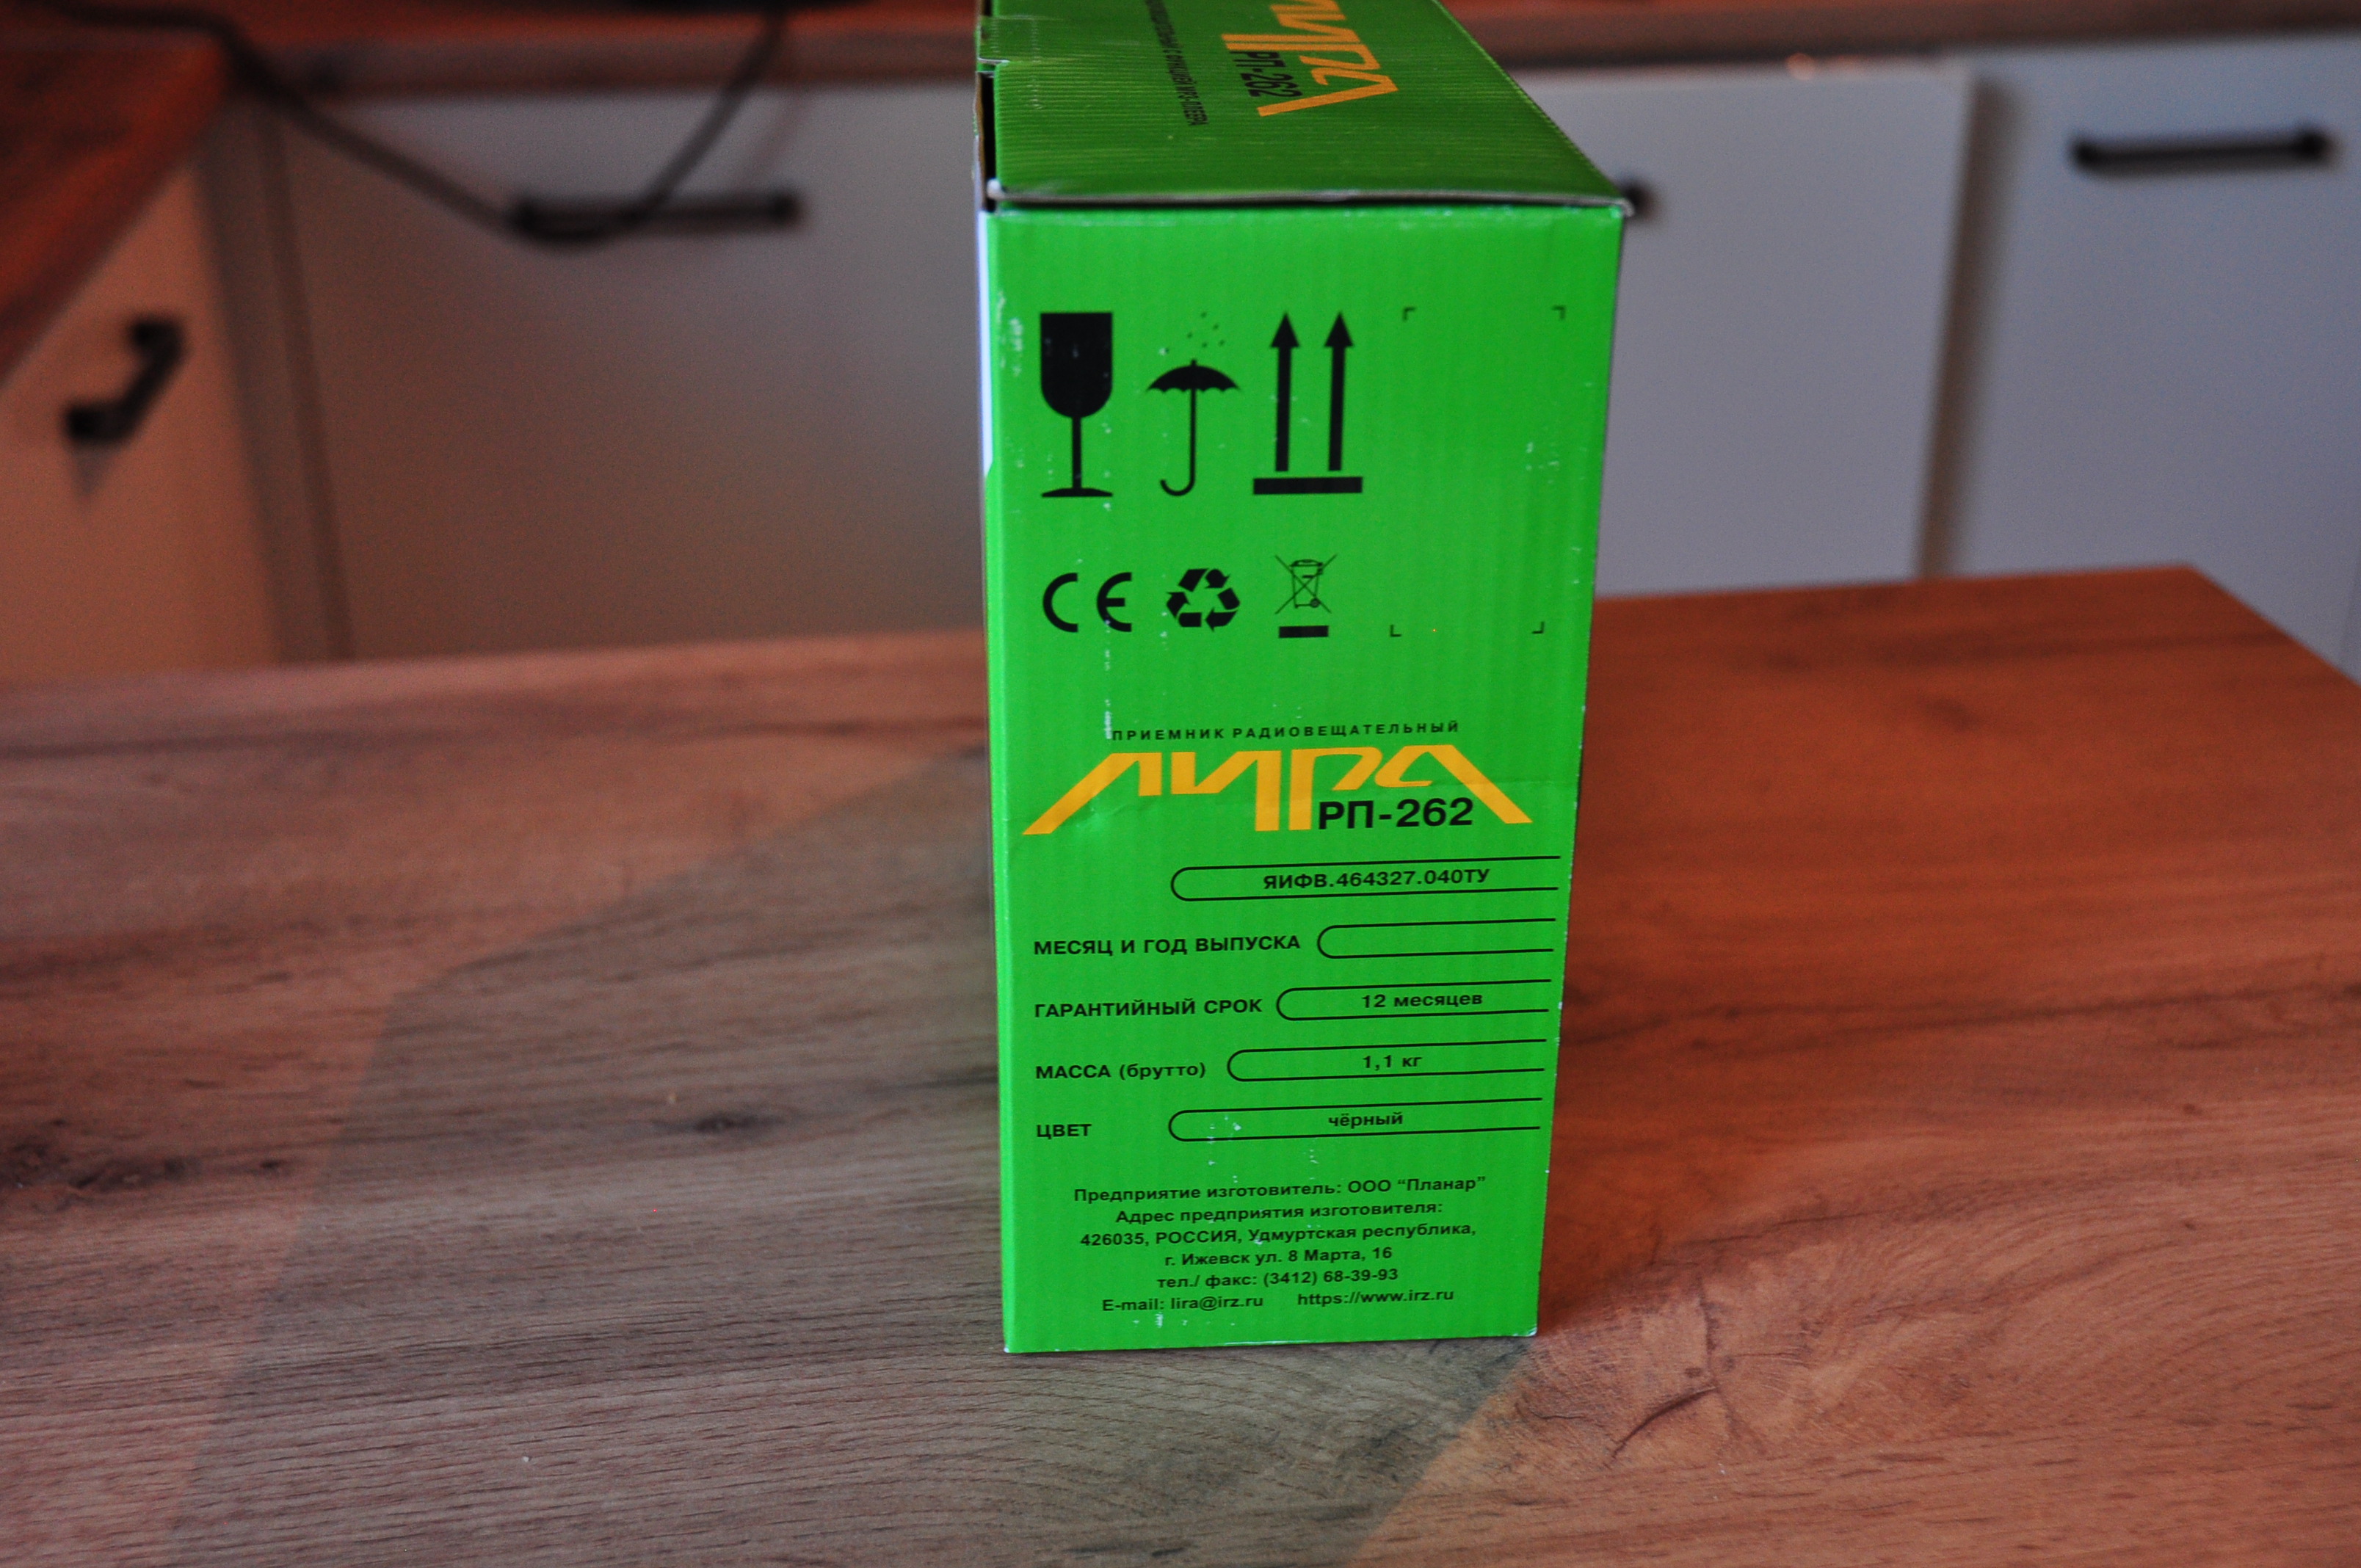 РП-262
ЛИРА
CE
ПРИЕМНИК РАДИОВЕЩАТЕЛЬНЫЙ
ЛИРА
РП-262
ЯИФВ.464327.040ТУ
МЕСЯЦ И ГОД ВЫПУСКА
ГАРАНТИЙНЫЙ СРОК 12 месяцев
МАССА (брутто) 1,1 кг
ЦВЕТ чёрный
Предприятие изготовитель: ООО “Планар”
Адрес предприятия изготовителя:
426035, РОССИЯ, Удмуртская республика,
г. Ижевск ул. 8 Марта, 16
тел./ факс: (3412) 68-39-93
E-mail: lira@irz.ru https://www.irz.ru